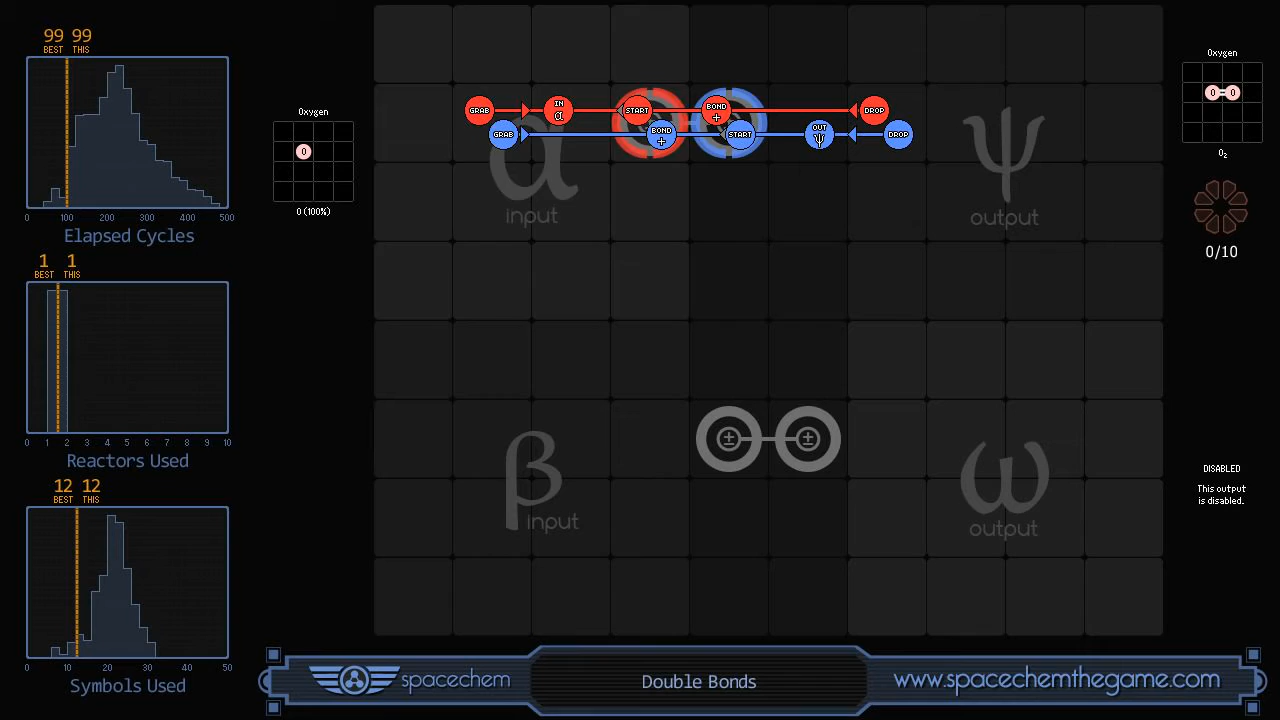 99 99
BEST THIS
0 100 200 300 400 500
Elapsed Cycles
1 1
BEST THIS
0 1 2 3 4 5 6 7 8 9 10
Reactors Used
12 12
BEST THIS
0 10 20 30 40 50
Symbols Used
Oxygen
O
O (100%)
GRAB IN α START BOND + DROP
GRAB BOND + START OUT Ψ DROP
α
input
ψ
output
β
input
ω
output
± ±
Oxygen
O=O
O₂
0/10
DISABLED
This output
is disabled.
spacechem
Double Bonds
www.spacechemthegame.com